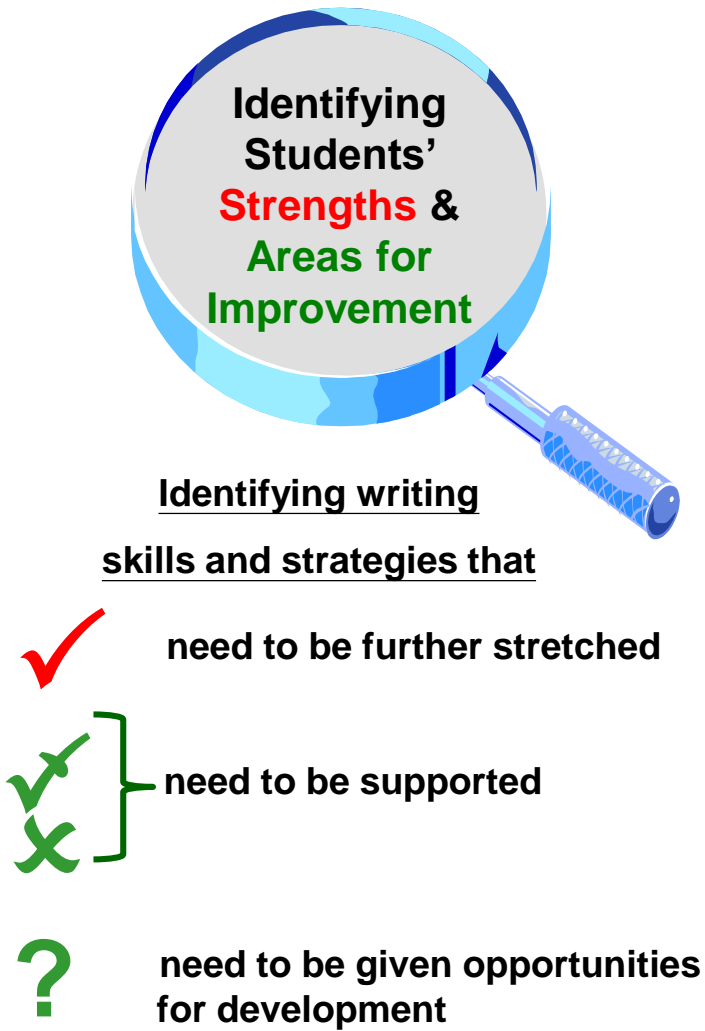 Identifying
Students’
Strengths &
Areas for
Improvement
Identifying writing
skills and strategies that
need to be further stretched
need to be supported
?
need to be given opportunities
for development